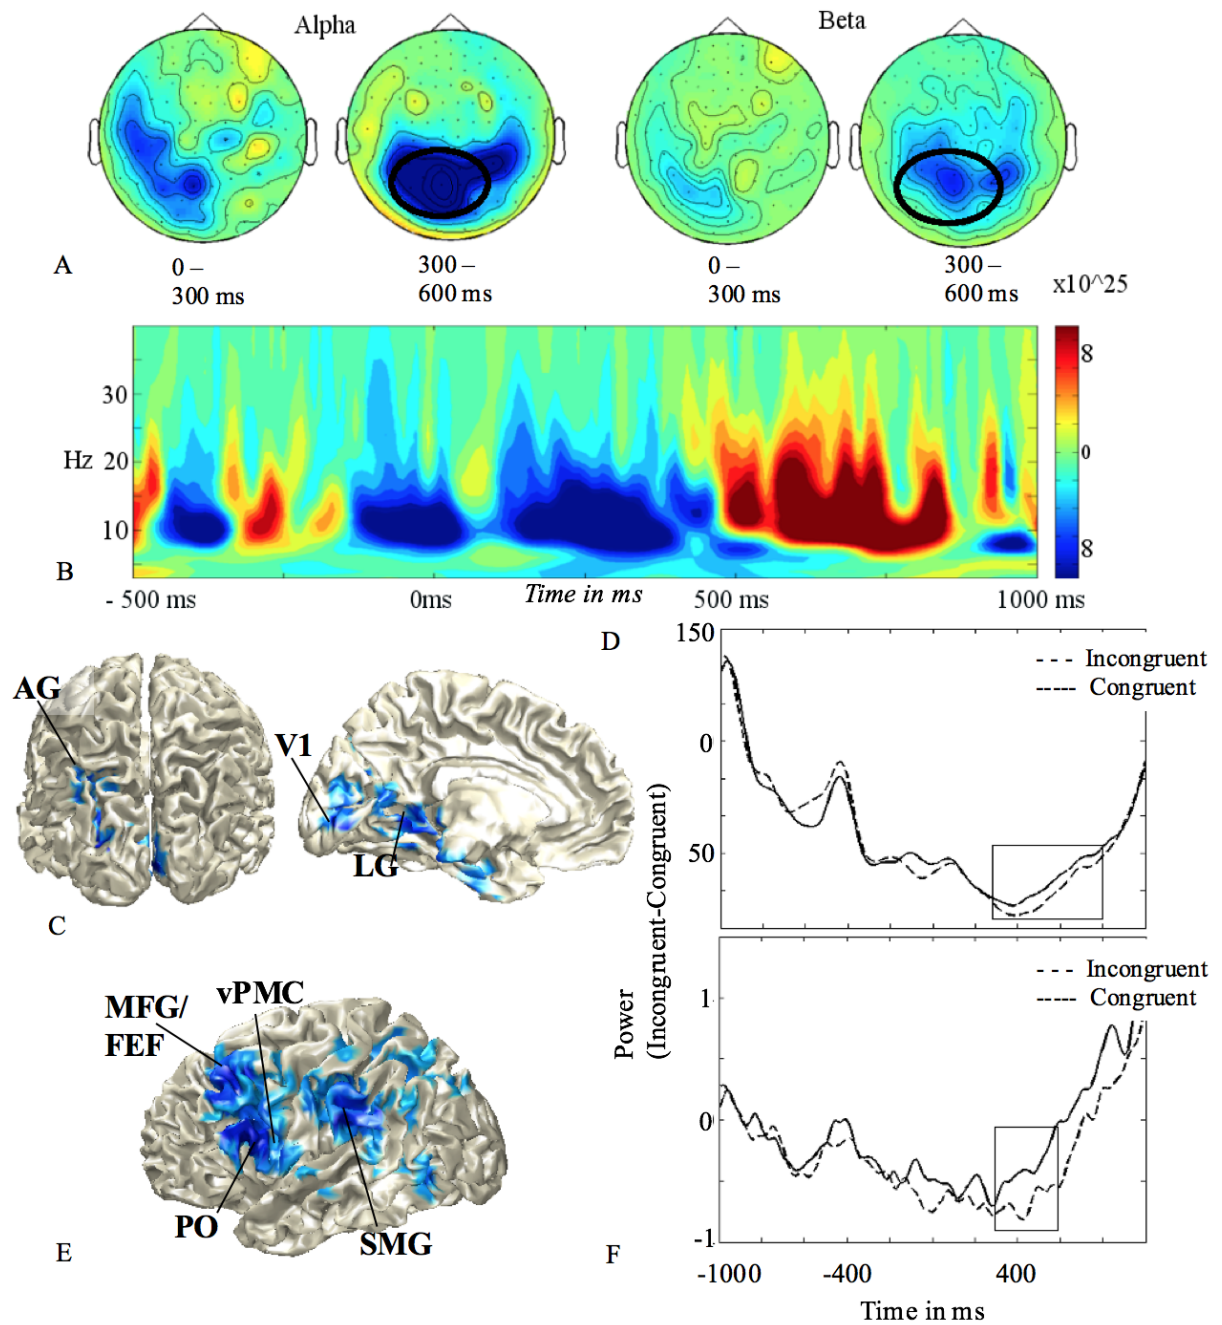 Alpha
Beta
A
0 –
300 ms
300 –
600 ms
0 –
300 ms
300 –
600 ms
x10^25
30
Hz
20
10
8
0
8
B
- 500 ms
0ms
Time in ms
500 ms
1000 ms
AG
V1
LG
C
D
150
0
50
Incongruent
Congruent
Power
(Incongruent-Congruent)
MFG/
FEF
vPMC
PO
SMG
E
F
1
0
-1
Incongruent
Congruent
-1000
-400
400
Time in ms